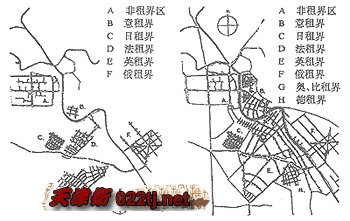 A 非租界区
B 意租界
C 日租界
D 法租界
E 英租界
F 俄租界
A.
B.
C.
D.
F.
A 非租界区
B 意租界
C 日租界
D 法租界
E 英租界
F 俄租界
G 奥、比租界
H 德租界
A.
B.
C.
D.
E.
F.
H.
天津街 022tj.net